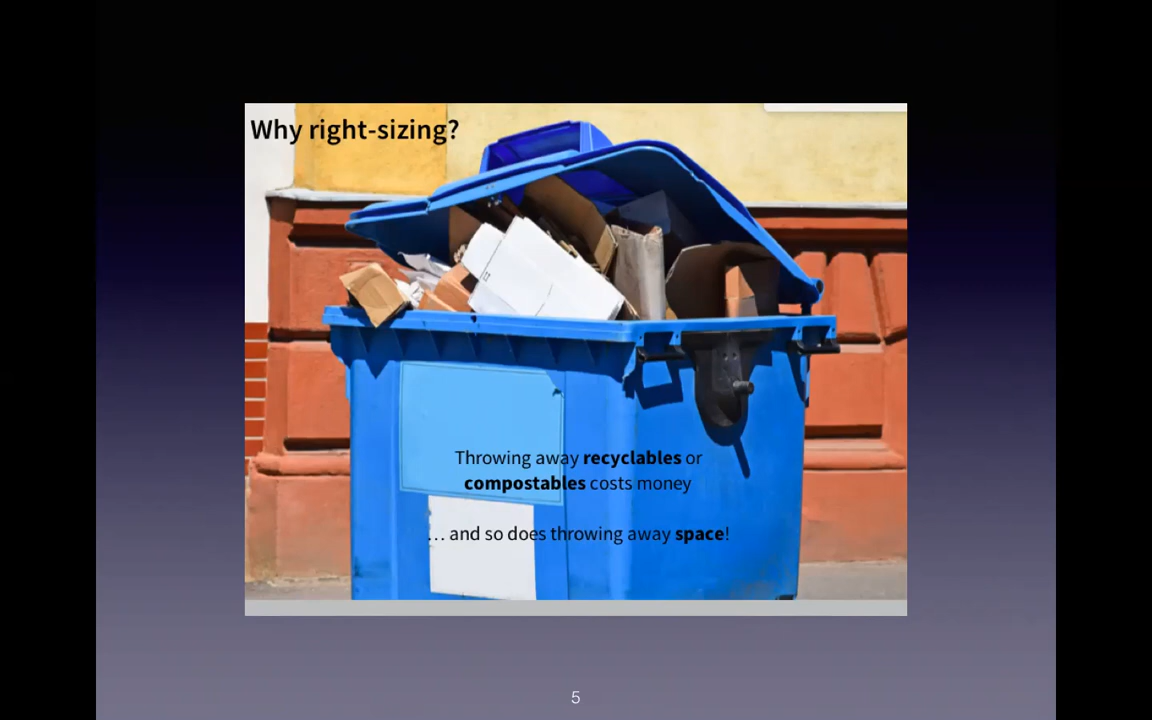 Why right-sizing?
Throwing away recyclables or
compostables costs money
… and so does throwing away space!
5